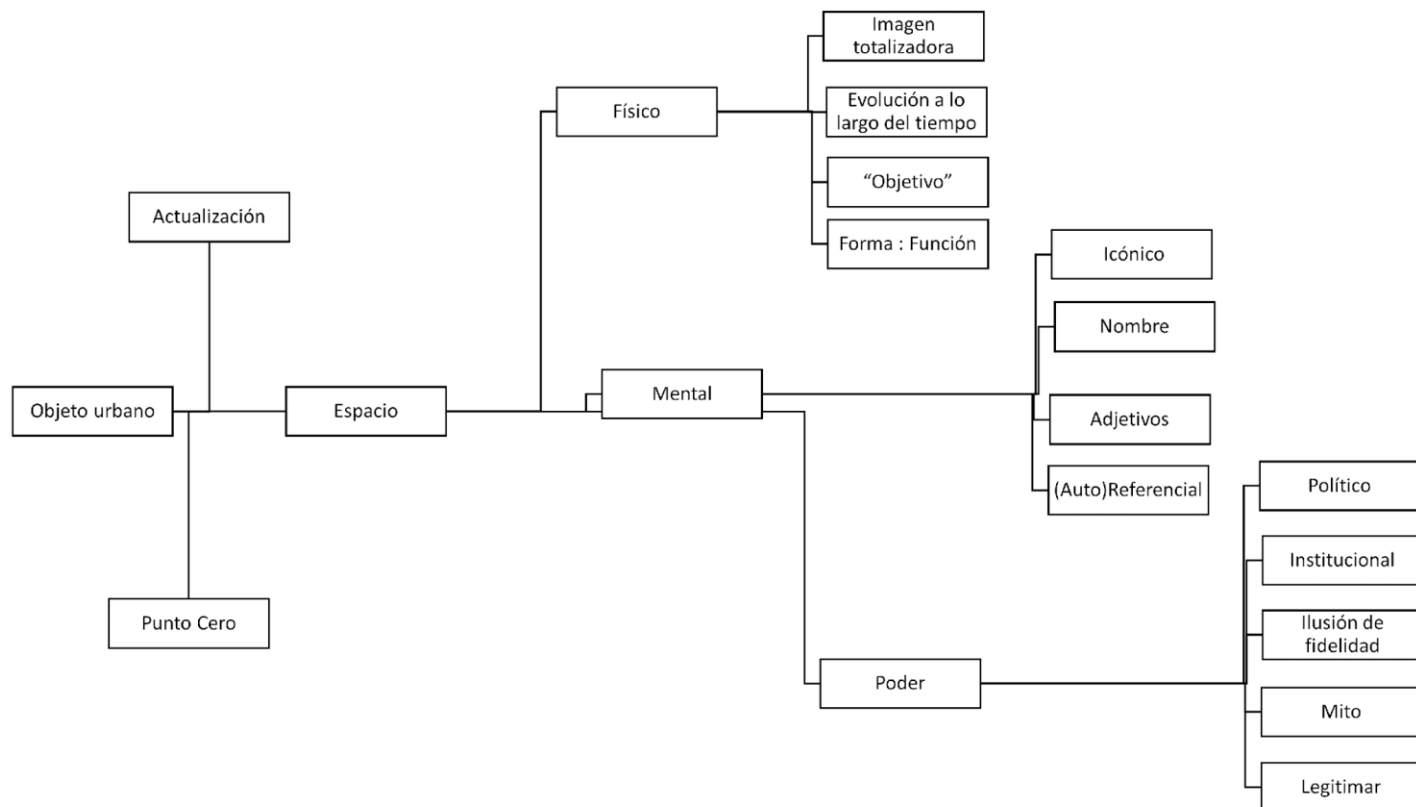 Imagen
totalizadora
Físico
Evolución a lo
largo del tiempo
“Objetivo”
Forma : Función
Actualización
Objeto urbano
Espacio
Punto Cero
Mental
Icónico
Nombre
Adjetivos
(Auto)Referencial
Poder
Político
Institucional
Ilusión de
fidelidad
Mito
Legitimar